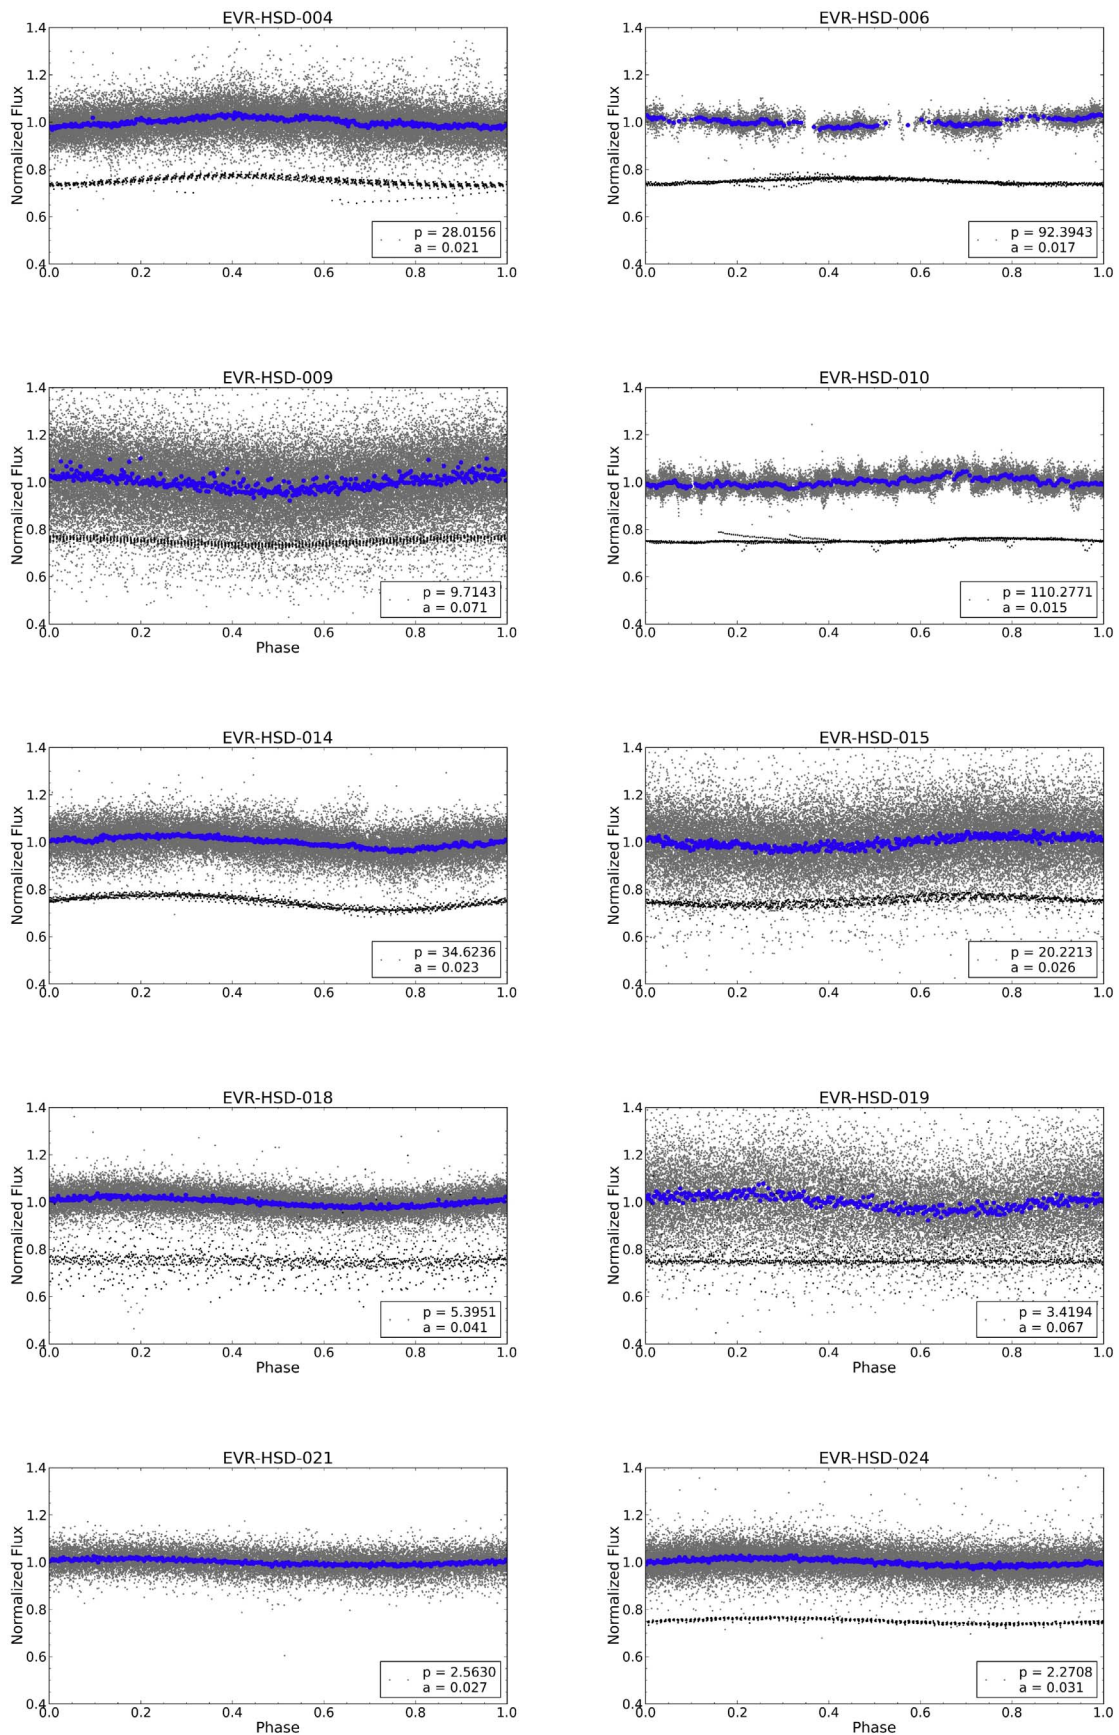 EVR-HSD-004
1.4
1.2
1.0
0.8
0.6
0.4
Normalized Flux
p = 28.0156
a = 0.021
0.0 0.2 0.4 0.6 0.8 1.0
EVR-HSD-006
1.4
1.2
1.0
0.8
0.6
0.4
Normalized Flux
p = 92.3943
a = 0.017
0.0 0.2 0.4 0.6 0.8 1.0
EVR-HSD-009
1.4
1.2
1.0
0.8
0.6
0.4
Normalized Flux
p = 9.7143
a = 0.071
0.0 0.2 0.4 0.6 0.8 1.0
Phase
EVR-HSD-010
1.4
1.2
1.0
0.8
0.6
0.4
Normalized Flux
p = 110.2771
a = 0.015
0.0 0.2 0.4 0.6 0.8 1.0
EVR-HSD-014
1.4
1.2
1.0
0.8
0.6
0.4
Normalized Flux
p = 34.6236
a = 0.023
0.0 0.2 0.4 0.6 0.8 1.0
EVR-HSD-015
1.4
1.2
1.0
0.8
0.6
0.4
Normalized Flux
p = 20.2213
a = 0.026
0.0 0.2 0.4 0.6 0.8 1.0
EVR-HSD-018
1.4
1.2
1.0
0.8
0.6
0.4
Normalized Flux
p = 5.3951
a = 0.041
0.0 0.2 0.4 0.6 0.8 1.0
Phase
EVR-HSD-019
1.4
1.2
1.0
0.8
0.6
0.4
Normalized Flux
p = 3.4194
a = 0.067
0.0 0.2 0.4 0.6 0.8 1.0
Phase
EVR-HSD-021
1.4
1.2
1.0
0.8
0.6
0.4
Normalized Flux
p = 2.5630
a = 0.027
0.0 0.2 0.4 0.6 0.8 1.0
Phase
EVR-HSD-024
1.4
1.2
1.0
0.8
0.6
0.4
Normalized Flux
p = 2.2708
a = 0.031
0.0 0.2 0.4 0.6 0.8 1.0
Phase